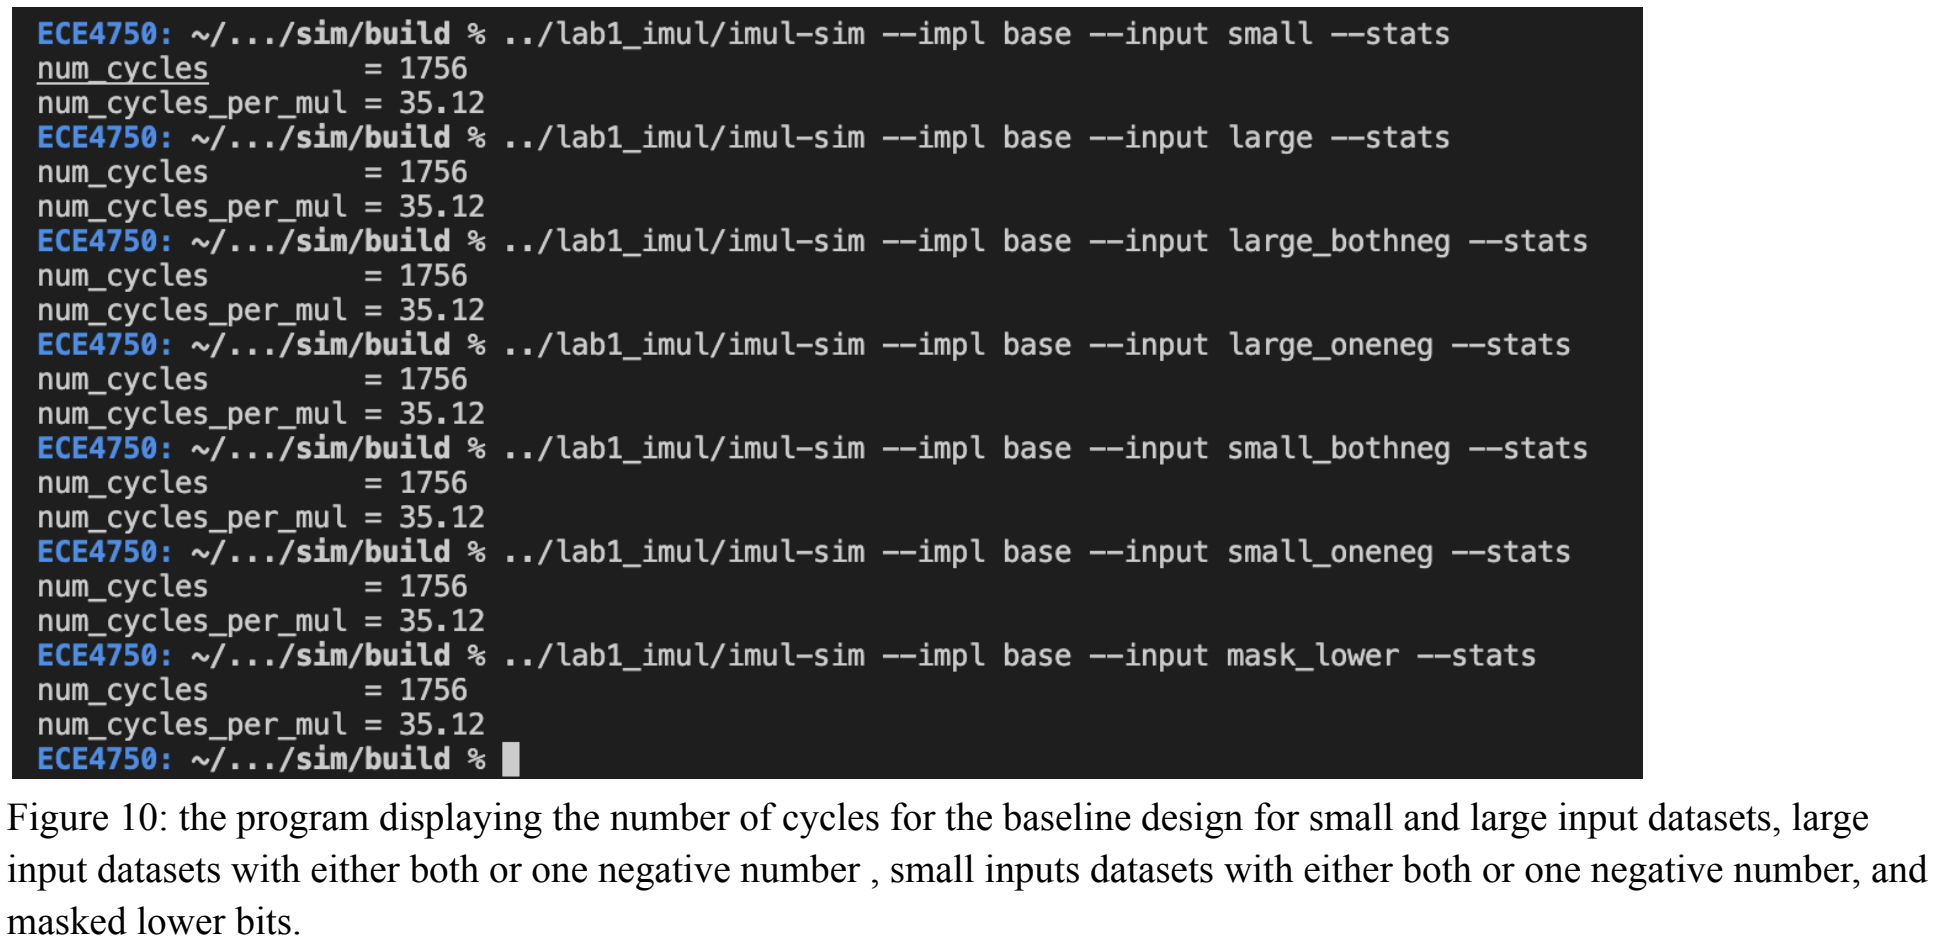 ECE4750: ~/.../sim/build % ../lab1_imul/imul-sim --impl base --input small --stats
num_cycles         = 1756
num_cycles_per_mul = 35.12
ECE4750: ~/.../sim/build % ../lab1_imul/imul-sim --impl base --input large --stats
num_cycles         = 1756
num_cycles_per_mul = 35.12
ECE4750: ~/.../sim/build % ../lab1_imul/imul-sim --impl base --input large_bothneg --stats
num_cycles         = 1756
num_cycles_per_mul = 35.12
ECE4750: ~/.../sim/build % ../lab1_imul/imul-sim --impl base --input large_oneneg --stats
num_cycles         = 1756
num_cycles_per_mul = 35.12
ECE4750: ~/.../sim/build % ../lab1_imul/imul-sim --impl base --input small_bothneg --stats
num_cycles         = 1756
num_cycles_per_mul = 35.12
ECE4750: ~/.../sim/build % ../lab1_imul/imul-sim --impl base --input small_oneneg --stats
num_cycles         = 1756
num_cycles_per_mul = 35.12
ECE4750: ~/.../sim/build % ../lab1_imul/imul-sim --impl base --input mask_lower --stats
num_cycles         = 1756
num_cycles_per_mul = 35.12
ECE4750: ~/.../sim/build %
Figure 10: the program displaying the number of cycles for the baseline design for small and large input datasets, large
input datasets with either both or one negative number , small inputs datasets with either both or one negative number, and
masked lower bits.